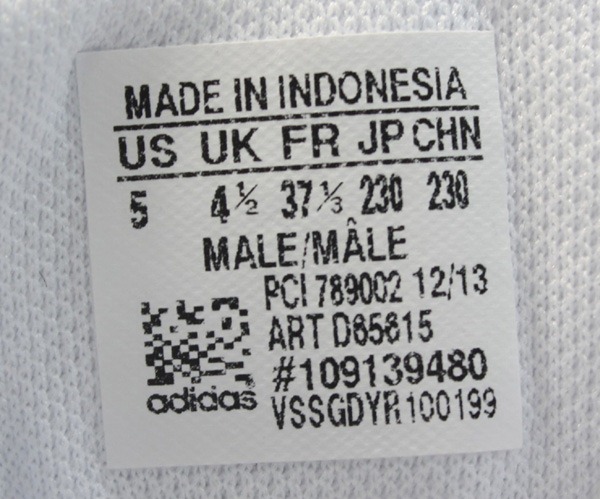 MADE IN INDONESIA
US UK FR JP CHN
5 4½ 37⅓ 230 230
MALE/MÂLE
PCI 789002 12/13
ART D65615
#109139480
adidas
VSSGDYR100199